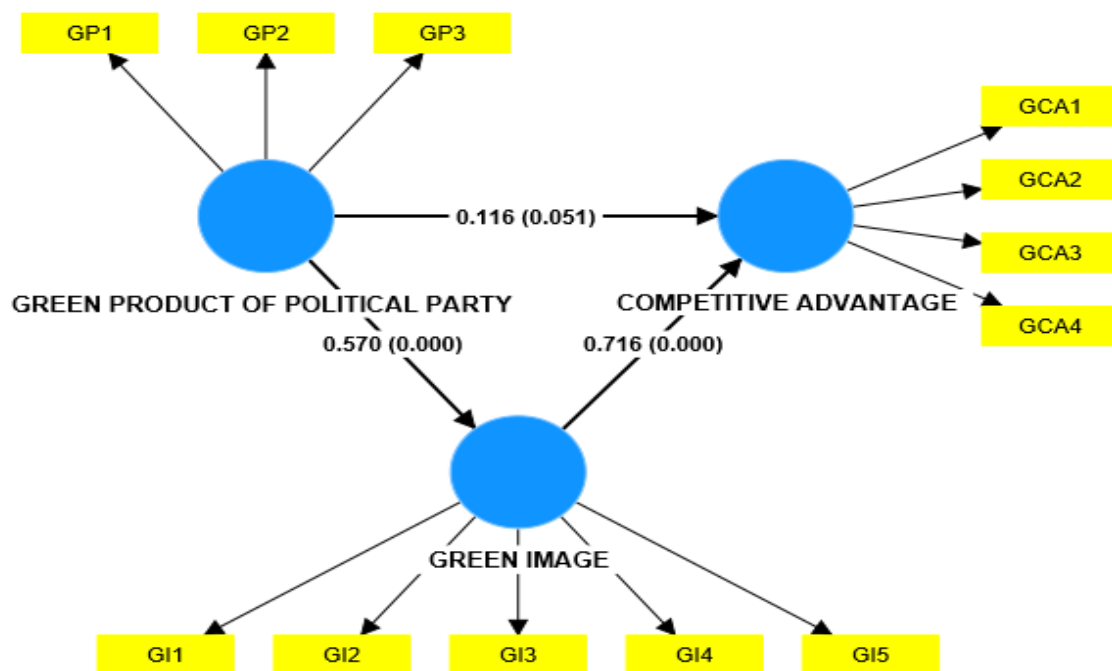 GP1
GP2
GP3
GCA1
GCA2
GCA3
GCA4
0.116 (0.051)
GREEN PRODUCT OF POLITICAL PARTY
COMPETITIVE ADVANTAGE
0.570 (0.000)
0.716 (0.000)
GREEN IMAGE
GI1
GI2
GI3
GI4
GI5